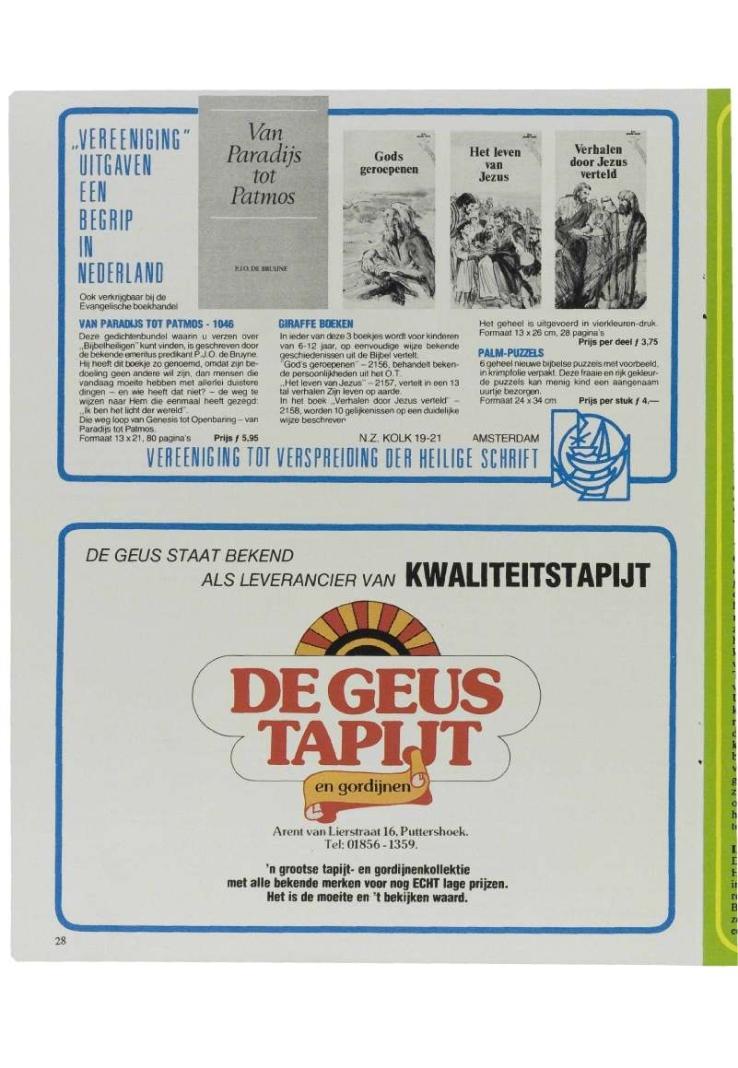 „VEREENIGING”
UITGAVEN
EEN
BEGRIP
IN
NEDERLAND
Ook verkrijgbaar bij de
Evangelische boekhandel
Van
Paradijs
tot
Patmos
P.J.O. DE BRUIJNE
Gods
geroepenen
Het leven
van
Jezus
Verhalen
door Jezus
verteld
VAN PARADIJS TOT PATMOS - 1046
Deze gedichtenbundel waarin u verzen over
„Bijbelheiligen” kunt vinden, is geschreven door
de bekende emeritus predikant P.J.O. de Bruyne.
Hij heeft dit boekje zo genoemd, omdat zijn be-
doeling geen andere wil zijn, dan mensen die
vandaag moeite hebben met allerlei duistere
dingen – en wie heeft dat niet? – de weg te
wijzen naar Hem die eenmaal heeft gezegd:
„Ik ben het licht der wereld”.
Die weg loop van Genesis tot Openbaring – van
Paradijs tot Patmos.
Formaat 13 x 21, 80 pagina's Prijs ƒ 5,95
GIRAFFE BOEKEN
In ieder van deze 3 boekjes wordt voor kinderen
van 6-12 jaar, op eenvoudige wijze bekende
geschiedenissen uit de Bijbel vertelt.
„God's geroepenen” – 2156, behandelt beken-
de persoonlijkheden uit het O.T.
„Het leven van Jezus” – 2157, vertelt in een 13
tal verhalen Zijn leven op aarde.
In het boek „Verhalen door Jezus verteld” –
2158, worden 10 gelijkenissen op een duidelijke
wijze beschreven
Het geheel is uitgevoerd in vierkleuren-druk.
Formaat 13 x 26 cm, 28 pagina's
Prijs per deel ƒ 3,75
PALM-PUZZELS
6 geheel nieuwe bijbelse puzzels met voorbeeld,
in krimpfolie verpakt. Deze fraaie en rijk gekleur-
de puzzels kan menig kind een aangenaam
uurtje bezorgen.
Formaat 24 x 34 cm Prijs per stuk ƒ 4,—
N.Z. KOLK 19-21 AMSTERDAM
VEREENIGING TOT VERSPREIDING DER HEILIGE SCHRIFT
DE GEUS STAAT BEKEND
ALS LEVERANCIER VAN KWALITEITSTAPIJT
DE GEUS
TAPIJT
en gordijnen
Arent van Lierstraat 16, Puttershoek.
Tel: 01856 - 1359.
'n grootse tapijt- en gordijnenkollektie
met alle bekende merken voor nog ECHT lage prijzen.
Het is de moeite en 't bekijken waard.
28